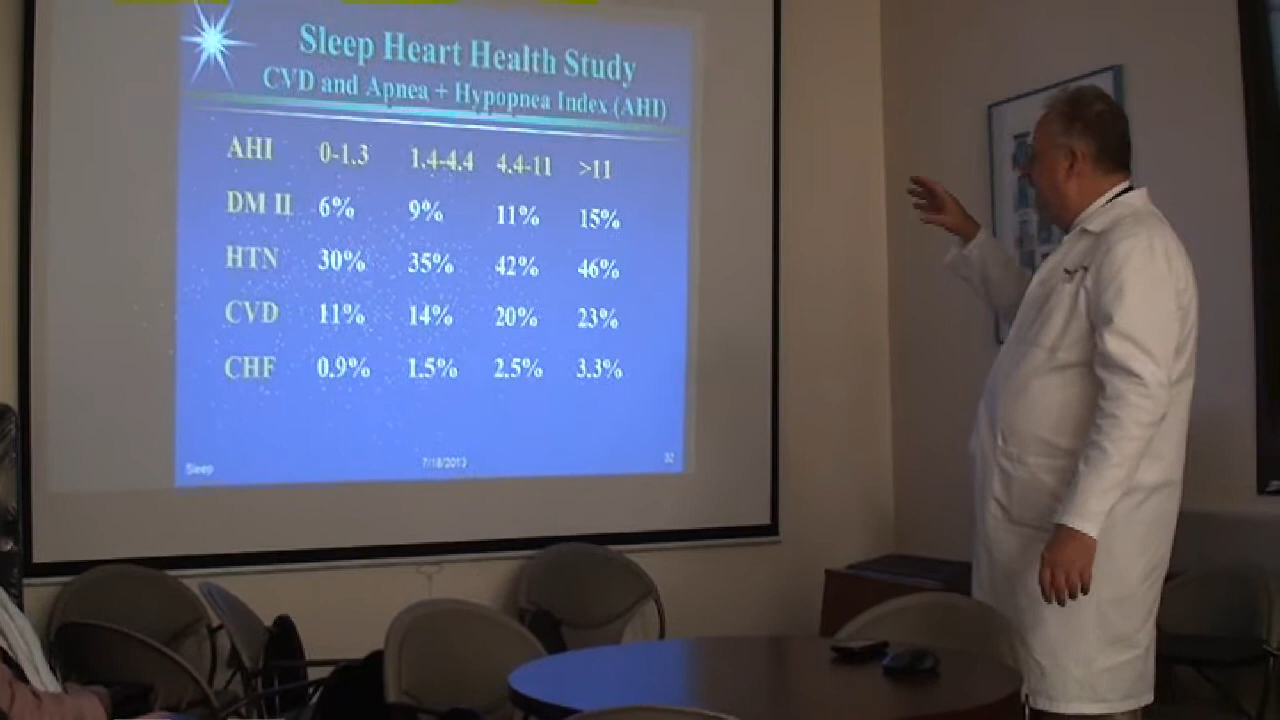 Sleep Heart Health Study
CVD and Apnea + Hypopnea Index (AHI)
AHI 0-1.3 1.4-4.4 4.4-11 >11
DM II 6% 9% 11% 15%
HTN 30% 35% 42% 46%
CVD 11% 14% 20% 23%
CHF 0.9% 1.5% 2.5% 3.3%
Sleep 7/18/2013 32